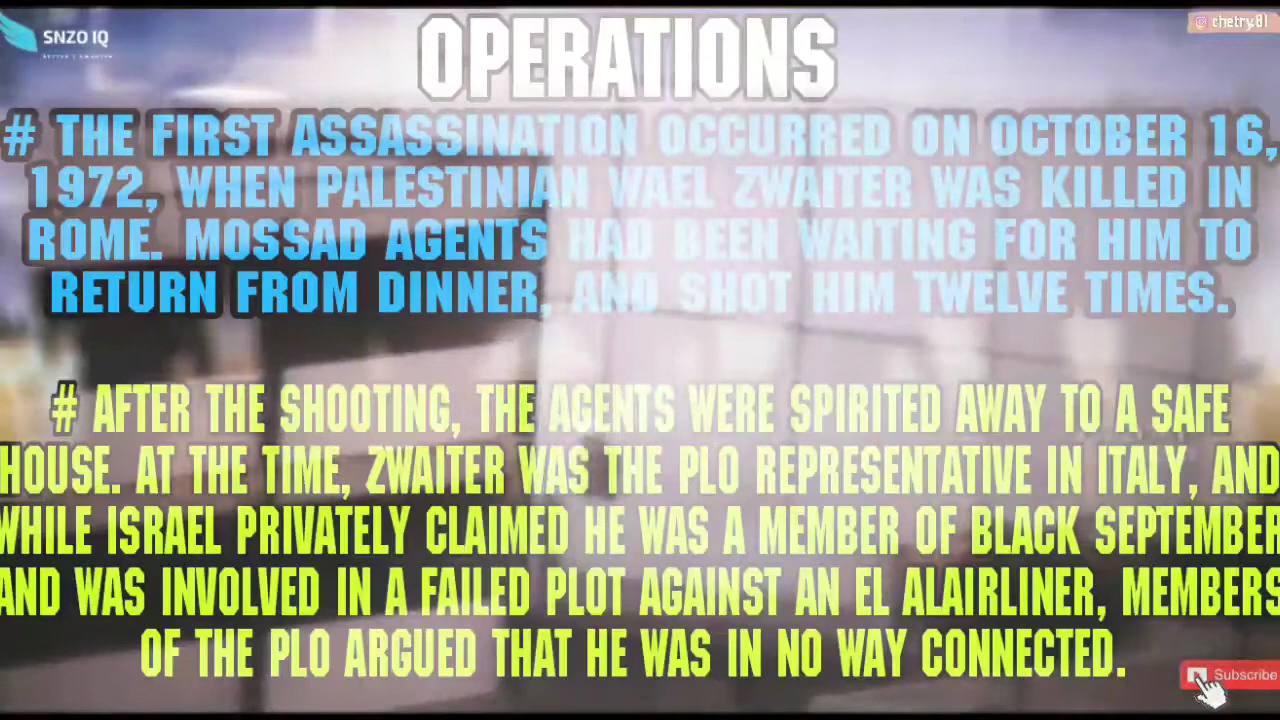 SNZO IQ
chetry.81
OPERATIONS
# THE FIRST ASSASSINATION OCCURRED ON OCTOBER 16,
1972, WHEN PALESTINIAN WAEL ZWAITER WAS KILLED IN
ROME. MOSSAD AGENTS HAD BEEN WAITING FOR HIM TO
RETURN FROM DINNER, AND SHOT HIM TWELVE TIMES.
# AFTER THE SHOOTING, THE AGENTS WERE SPIRITED AWAY TO A SAFE
HOUSE. AT THE TIME, ZWAITER WAS THE PLO REPRESENTATIVE IN ITALY, AND
WHILE ISRAEL PRIVATELY CLAIMED HE WAS A MEMBER OF BLACK SEPTEMBER
AND WAS INVOLVED IN A FAILED PLOT AGAINST AN EL ALAIRLINER, MEMBERS
OF THE PLO ARGUED THAT HE WAS IN NO WAY CONNECTED.
Subscribe